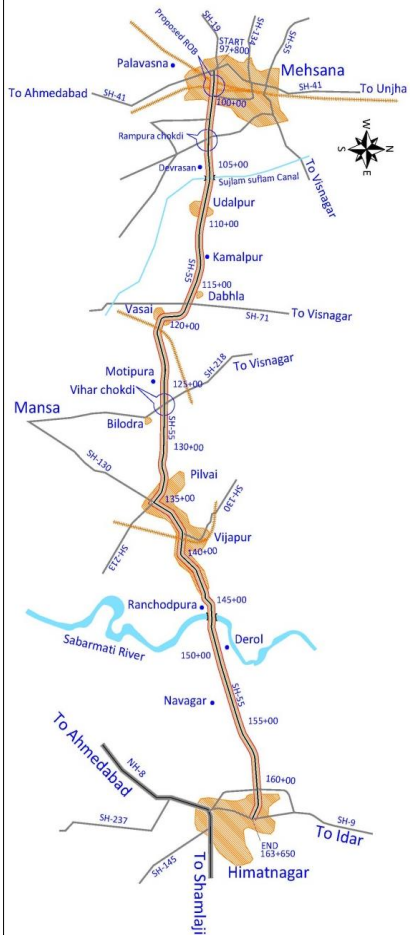 SH-19
SH-134
SH-55
Proposed ROB
START
97+800
Palavasna
Mehsana
To Ahmedabad
SH-41
SH-41
To Unjha
100+00
Rampura chokdi
W
N
S
E
Devrasan
105+00
Sujlam suflam Canal
To Visnagar
Udalpur
110+00
Kamalpur
SH-55
115+00
Dabhla
Vasai
SH-71
To Visnagar
120+00
SH-218
To Visnagar
Motipura
125+00
Vihar chokdi
Mansa
Bilodra
SH-55
130+00
SH-130
Pilvai
SH-130
135+00
Vijapur
140+00
SH-213
Ranchodpura
145+00
Sabarmati River
Derol
150+00
SH-55
Navagar
155+00
To Ahmedabad
NH-8
160+00
SH-9
To Idar
SH-237
END
163+650
SH-145
Himatnagar
To Shamlaji